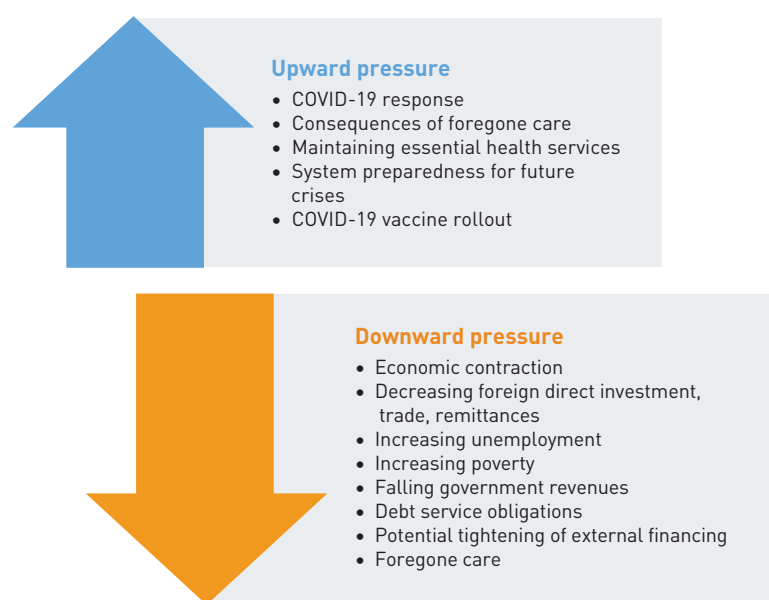 Upward pressure
• COVID-19 response
• Consequences of foregone care
• Maintaining essential health services
• System preparedness for future
crises
• COVID-19 vaccine rollout
Downward pressure
• Economic contraction
• Decreasing foreign direct investment,
trade, remittances
• Increasing unemployment
• Increasing poverty
• Falling government revenues
• Debt service obligations
• Potential tightening of external financing
• Foregone care